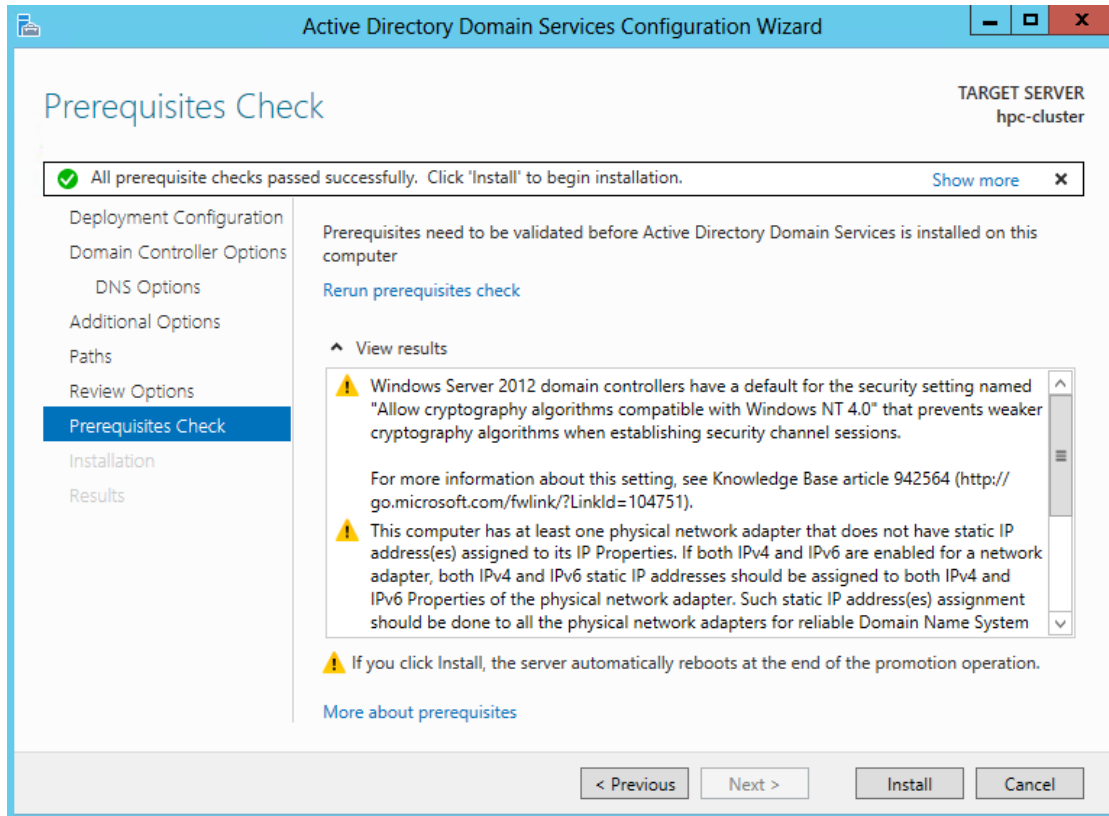 Active Directory Domain Services Configuration Wizard
Prerequisites Check
TARGET SERVER
hpc-cluster
All prerequisite checks passed successfully. Click 'Install' to begin installation.
Show more
Deployment Configuration
Domain Controller Options
DNS Options
Additional Options
Paths
Review Options
Prerequisites Check
Installation
Results
Prerequisites need to be validated before Active Directory Domain Services is installed on this
computer
Rerun prerequisites check
View results
Windows Server 2012 domain controllers have a default for the security setting named
"Allow cryptography algorithms compatible with Windows NT 4.0" that prevents weaker
cryptography algorithms when establishing security channel sessions.
For more information about this setting, see Knowledge Base article 942564 (http://
go.microsoft.com/fwlink/?LinkId=104751).
This computer has at least one physical network adapter that does not have static IP
address(es) assigned to its IP Properties. If both IPv4 and IPv6 are enabled for a network
adapter, both IPv4 and IPv6 static IP addresses should be assigned to both IPv4 and
IPv6 Properties of the physical network adapter. Such static IP address(es) assignment
should be done to all the physical network adapters for reliable Domain Name System
If you click Install, the server automatically reboots at the end of the promotion operation.
More about prerequisites
< Previous
Next >
Install
Cancel